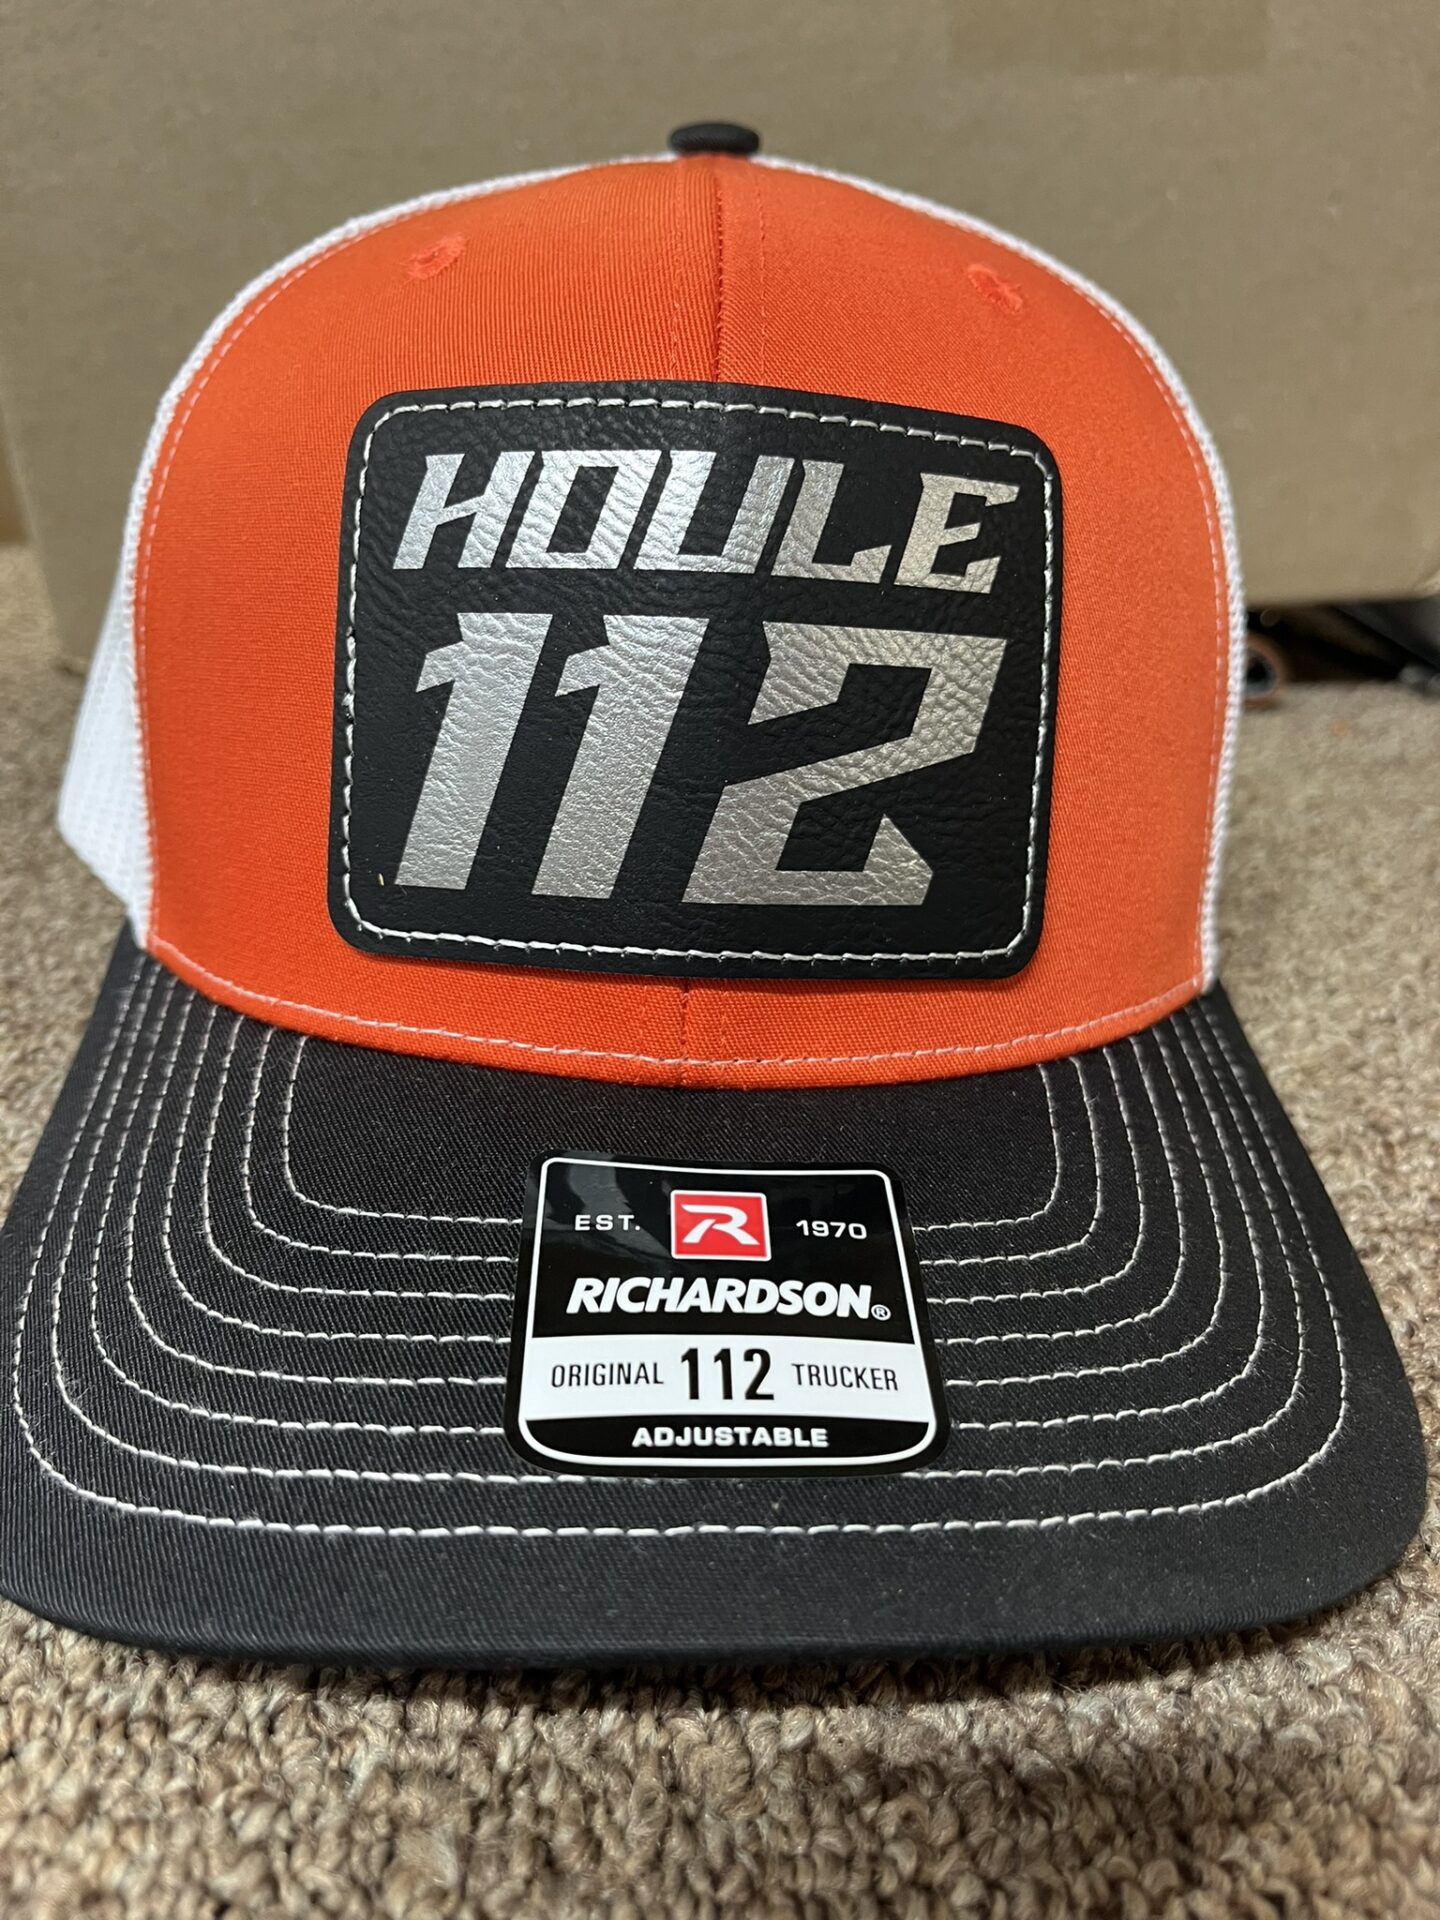 HOULE
112
EST. R 1970
RICHARDSON®
ORIGINAL 112 TRUCKER
ADJUSTABLE